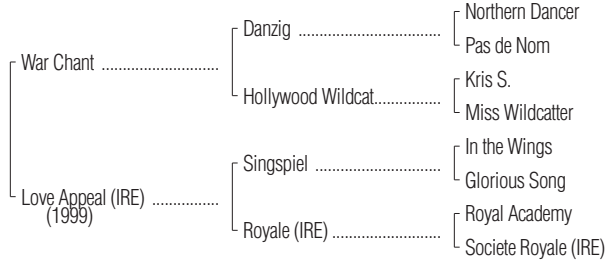 Northern Dancer
Danzig ....................................
Pas de Nom
War Chant .............................
Kris S.
Hollywood Wildcat.................
Miss Wildcatter
In the Wings
Singspiel ................................
Glorious Song
Love Appeal (IRE) .................
(1999)
Royal Academy
Royale (IRE) ...........................
Societe Royale (IRE)